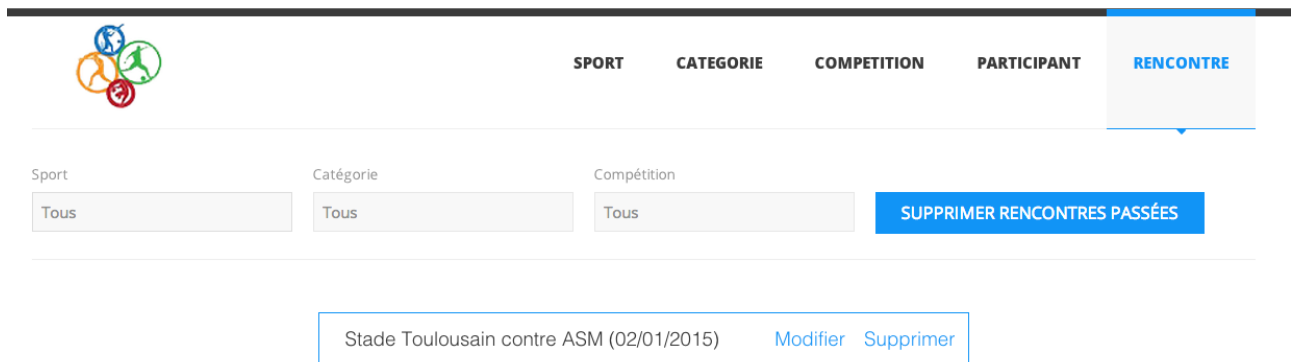 SPORT CATEGORIE COMPETITION PARTICIPANT RENCONTRE
Sport Catégorie Compétition
Tous Tous Tous SUPPRIMER RENCONTRES PASSÉES
Stade Toulousain contre ASM (02/01/2015) Modifier Supprimer